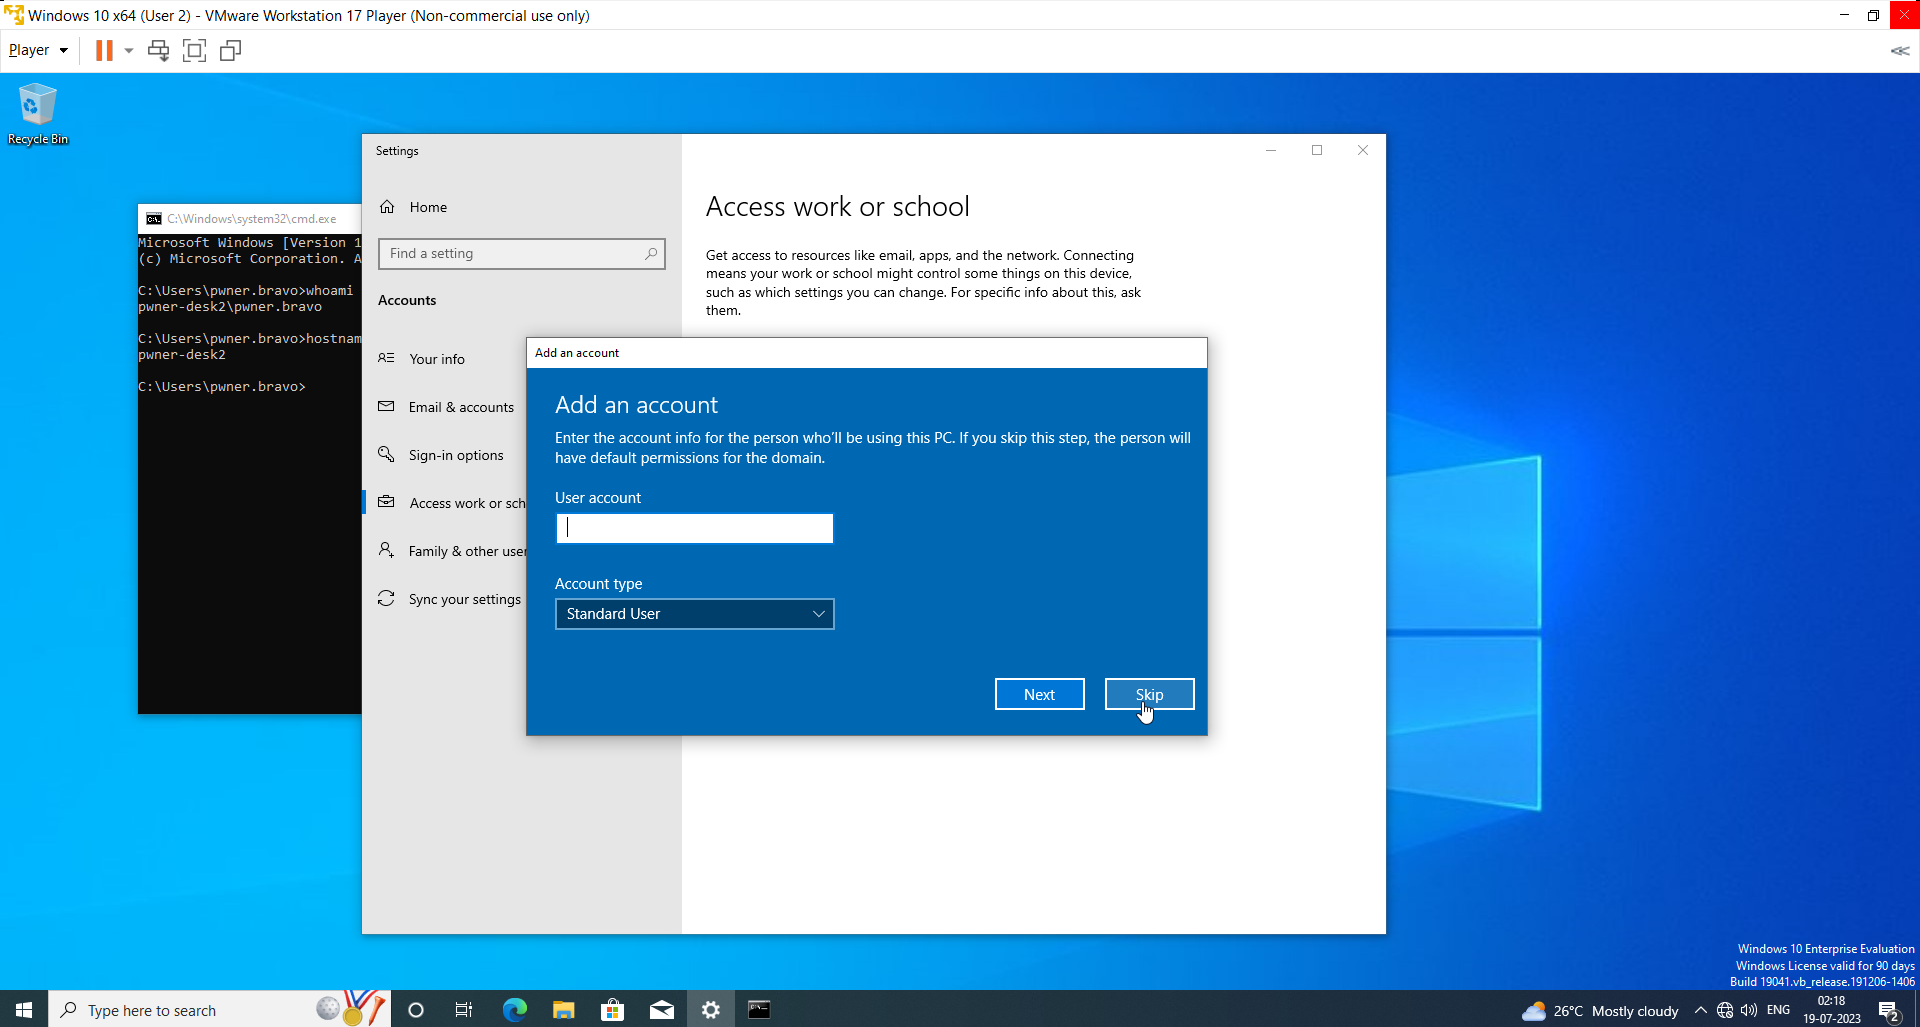 Windows 10 x64 (User 2) - VMware Workstation 17 Player (Non-commercial use only)
Player
Recycle Bin
C:\Windows\system32\cmd.exe
Microsoft Windows [Version 1
(c) Microsoft Corporation. A
C:\Users\pwner.bravo>whoami
pwner-desk2\pwner.bravo
C:\Users\pwner.bravo>hostnam
pwner-desk2
C:\Users\pwner.bravo>
Settings
Home
Find a setting
Accounts
Your info
Email & accounts
Sign-in options
Access work or sch
Family & other user
Sync your settings
Access work or school
Get access to resources like email, apps, and the network. Connecting
means your work or school might control some things on this device,
such as which settings you can change. For specific info about this, ask
them.
Add an account
Add an account
Enter the account info for the person who'll be using this PC. If you skip this step, the person will
have default permissions for the domain.
User account
Account type
Standard User
Next
Skip
Windows 10 Enterprise Evaluation
Windows License valid for 90 days
Build 19041.vb_release.191206-1406
Type here to search
26°C Mostly cloudy
ENG
02:18
19-07-2023
2